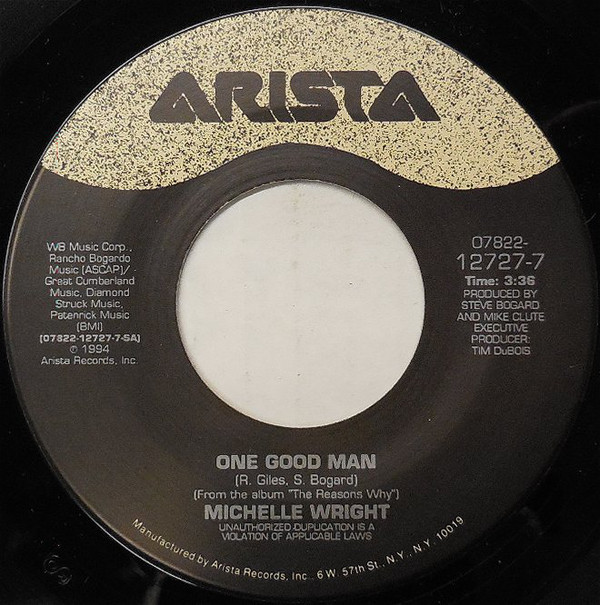 ARISTA
WB Music Corp.,
Rancho Bogardo
Music (ASCAP)/
Great Cumberland
Music, Diamond
Struck Music,
Patenrick Music
(BMI)
(07822-12727-7-SA)
© 1994
Arista Records, Inc.
07822-
12727-7
Time: 3:36
PRODUCED BY
STEVE BOGARD
AND MIKE CLUTE
EXECUTIVE
PRODUCER:
TIM DuBOIS
ONE GOOD MAN
(R. Giles, S. Bogard)
(From the album "The Reasons Why")
MICHELLE WRIGHT
UNAUTHORIZED DUPLICATION IS A
VIOLATION OF APPLICABLE LAWS
Manufactured by Arista Records, Inc., 6 W. 57th St., N.Y., N.Y. 10019